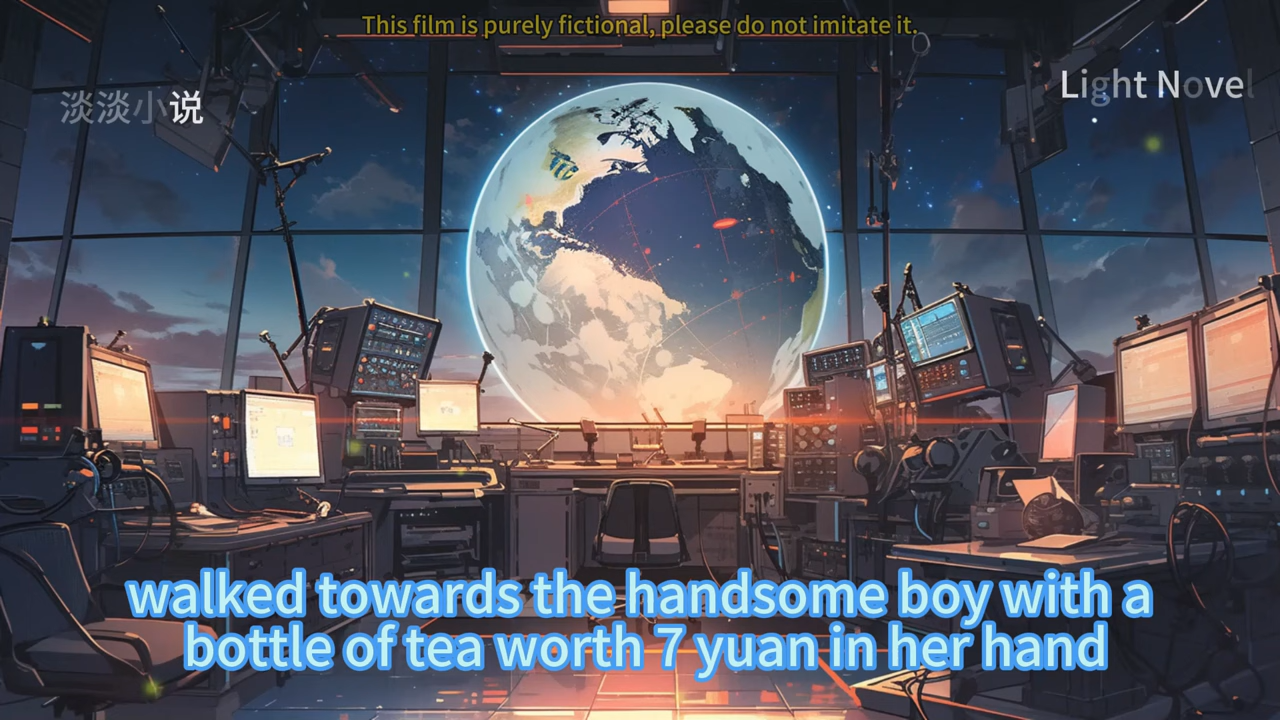 This film is purely fictional, please do not imitate it.
淡淡小说
Light Novel
walked towards the handsome boy with a
bottle of tea worth 7 yuan in her hand